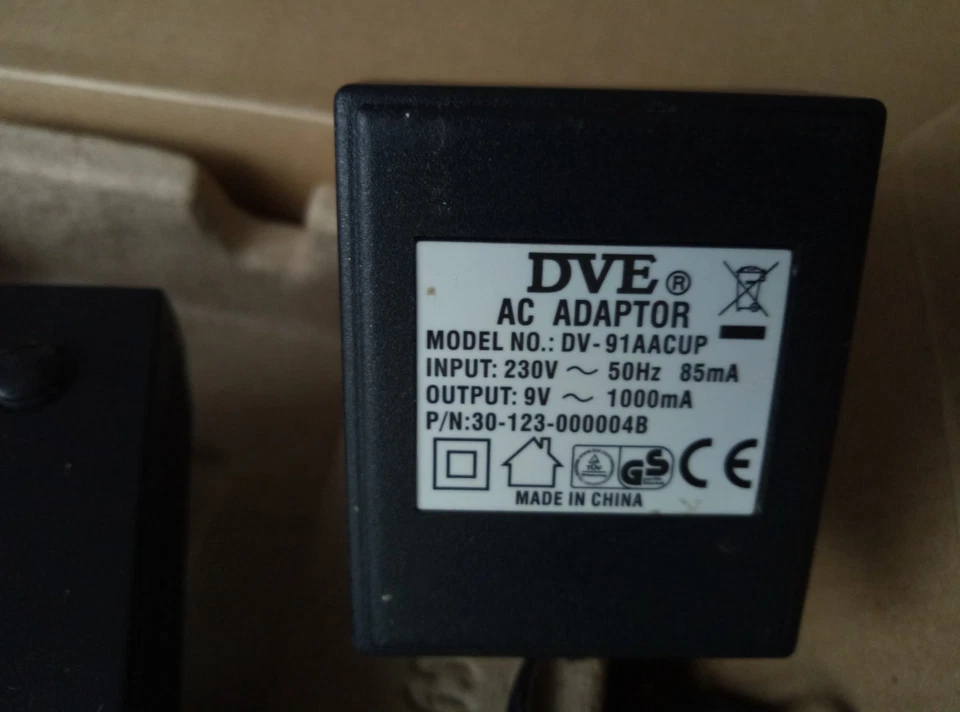 DVE®
AC ADAPTOR
MODEL NO.: DV-91AACUP
INPUT: 230V ~ 50Hz 85mA
OUTPUT: 9V ~ 1000mA
P/N:30-123-000004B
TÜV GS CE
MADE IN CHINA